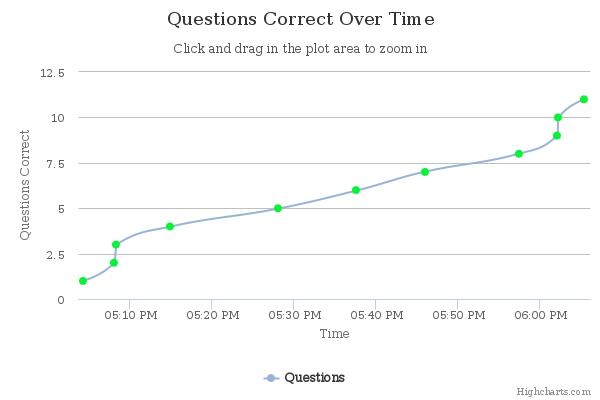 Questions Correct Over Time
Click and drag in the plot area to zoom in
Questions Correct
12.5
10
7.5
5
2.5
0
05:10 PM 05:20 PM 05:30 PM 05:40 PM 05:50 PM 06:00 PM
Time
Questions
Highcharts.com